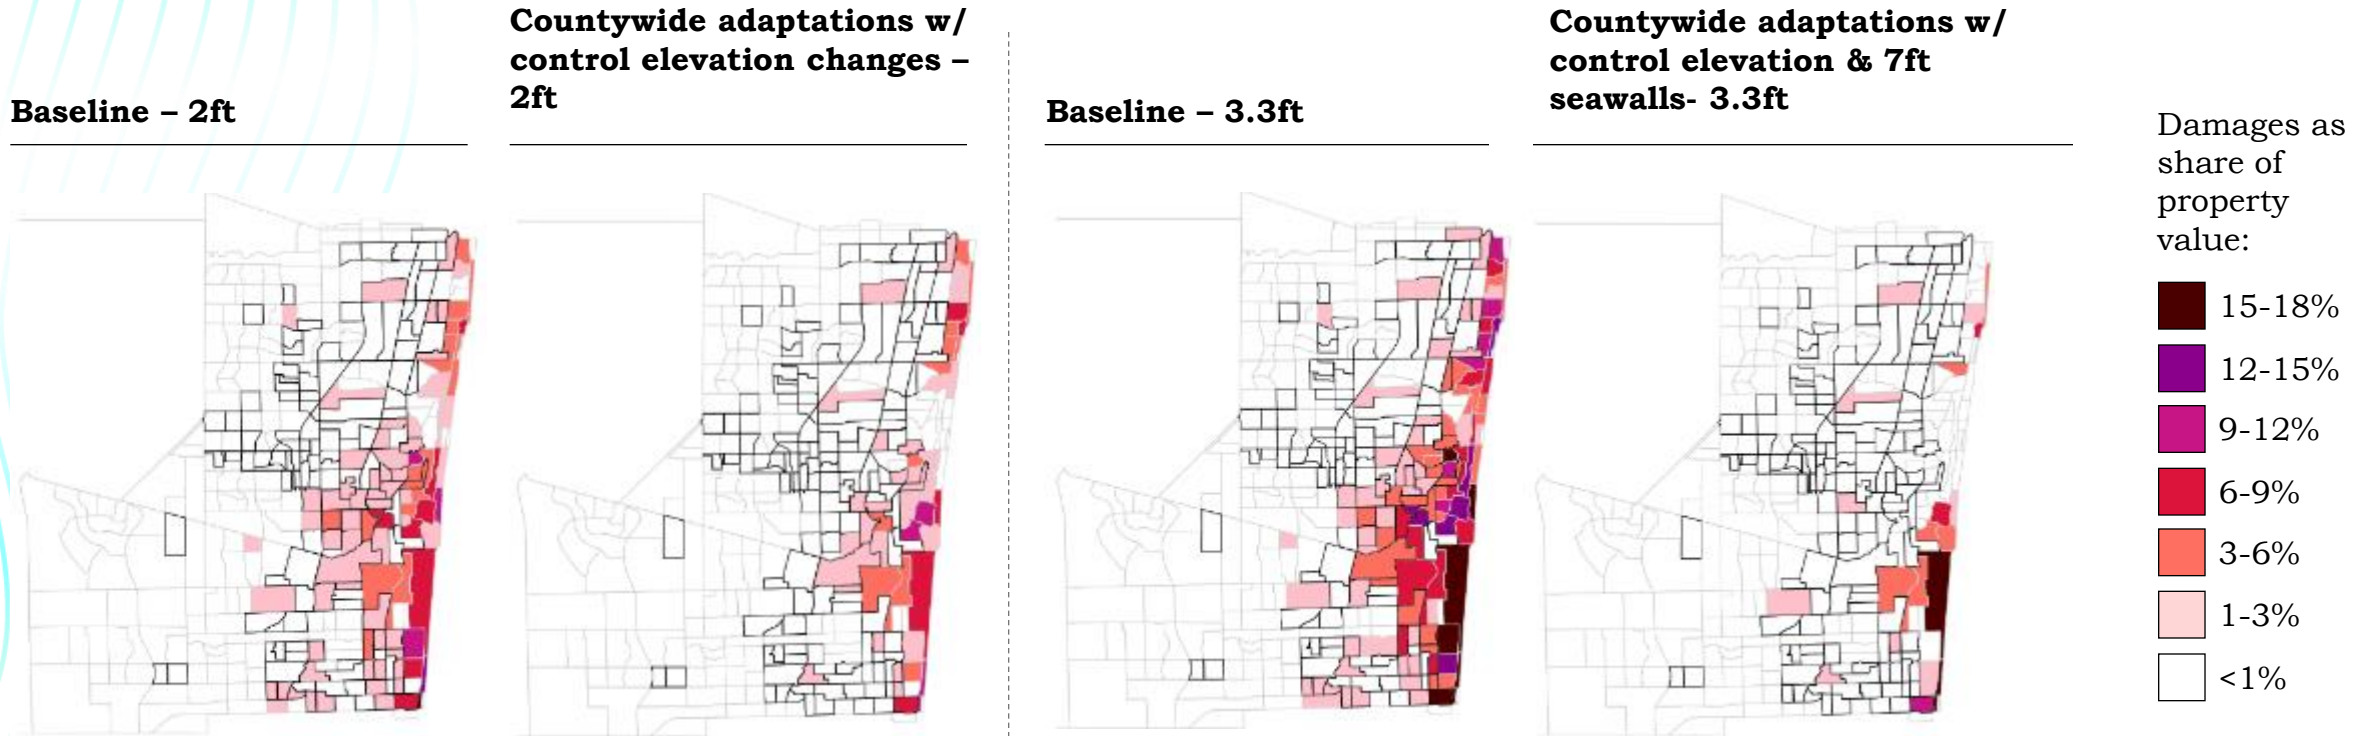 Baseline – 2ft
Countywide adaptations w/
control elevation changes –
2ft
Baseline – 3.3ft
Countywide adaptations w/
control elevation & 7ft
seawalls- 3.3ft
Damages as
share of
property
value:
15-18%
12-15%
9-12%
6-9%
3-6%
1-3%
<1%